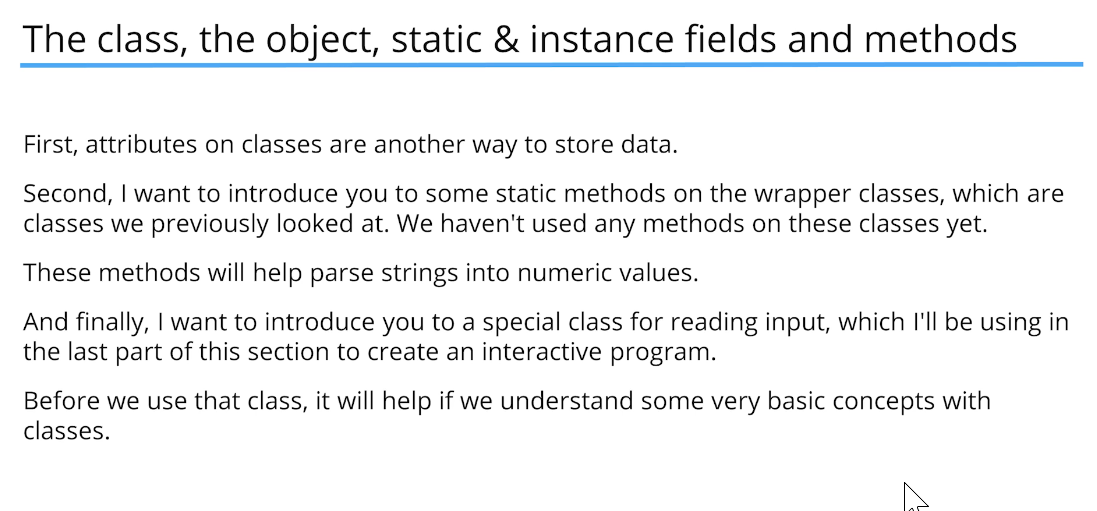 The class, the object, static & instance fields and methods
First, attributes on classes are another way to store data.
Second, I want to introduce you to some static methods on the wrapper classes, which are
classes we previously looked at. We haven't used any methods on these classes yet.
These methods will help parse strings into numeric values.
And finally, I want to introduce you to a special class for reading input, which I'll be using in
the last part of this section to create an interactive program.
Before we use that class, it will help if we understand some very basic concepts with
classes.